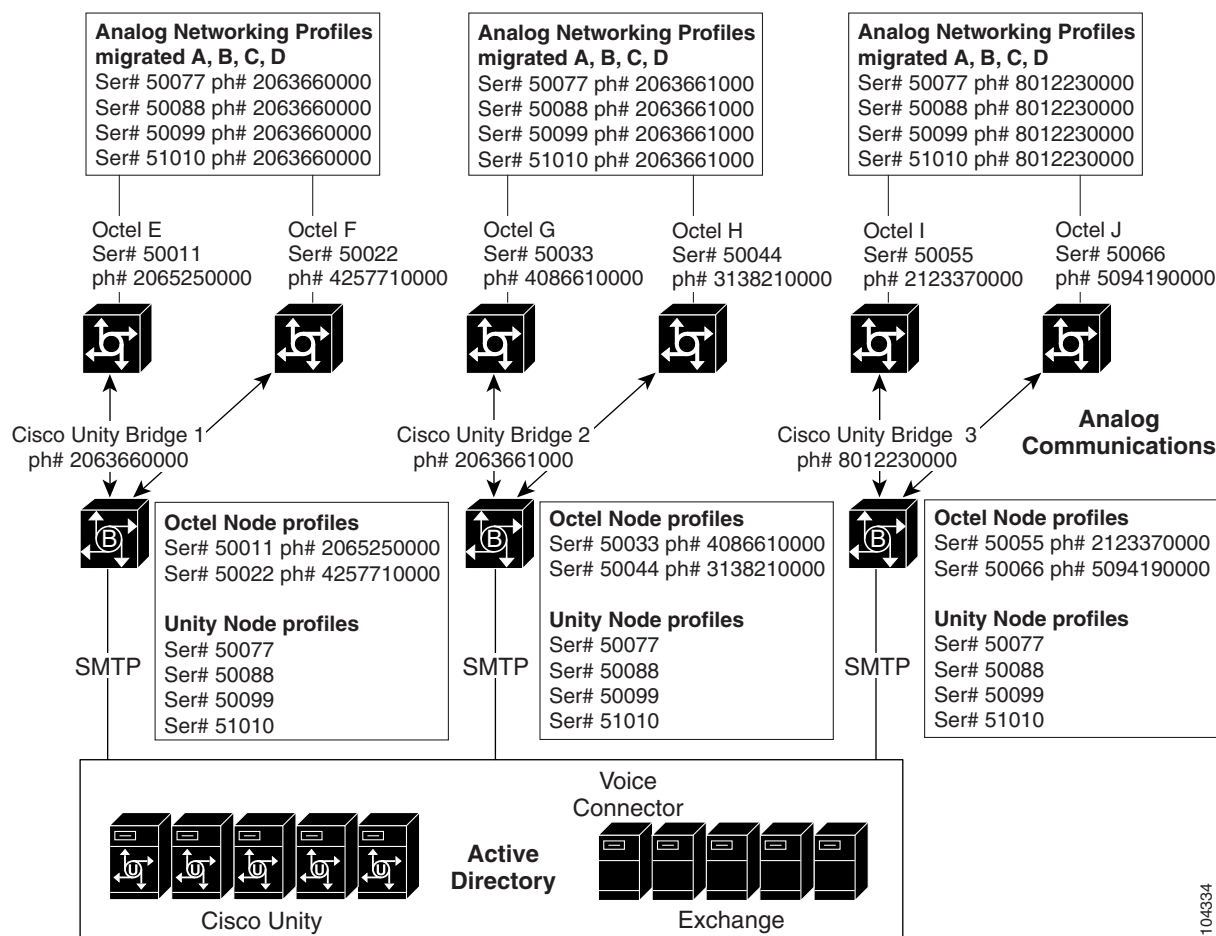 Analog Networking Profiles
migrated A, B, C, D
Ser# 50077 ph# 2063660000
Ser# 50088 ph# 2063660000
Ser# 50099 ph# 2063660000
Ser# 51010 ph# 2063660000
Analog Networking Profiles
migrated A, B, C, D
Ser# 50077 ph# 2063661000
Ser# 50088 ph# 2063661000
Ser# 50099 ph# 2063661000
Ser# 51010 ph# 2063661000
Analog Networking Profiles
migrated A, B, C, D
Ser# 50077 ph# 8012230000
Ser# 50088 ph# 8012230000
Ser# 50099 ph# 8012230000
Ser# 51010 ph# 8012230000
Octel E
Ser# 50011
ph# 2065250000
Octel F
Ser# 50022
ph# 4257710000
Octel G
Ser# 50033
ph# 4086610000
Octel H
Ser# 50044
ph# 3138210000
Octel I
Ser# 50055
ph# 2123370000
Octel J
Ser# 50066
ph# 5094190000
Cisco Unity Bridge 1
ph# 2063660000
Cisco Unity Bridge 2
ph# 2063661000
Cisco Unity Bridge 3
ph# 8012230000
Analog
Communications
B
Octel Node profiles
Ser# 50011 ph# 2065250000
Ser# 50022 ph# 4257710000
Unity Node profiles
Ser# 50077
Ser# 50088
Ser# 50099
Ser# 51010
B
Octel Node profiles
Ser# 50033 ph# 4086610000
Ser# 50044 ph# 3138210000
Unity Node profiles
Ser# 50077
Ser# 50088
Ser# 50099
Ser# 51010
B
Octel Node profiles
Ser# 50055 ph# 2123370000
Ser# 50066 ph# 5094190000
Unity Node profiles
Ser# 50077
Ser# 50088
Ser# 50099
Ser# 51010
SMTP
SMTP
SMTP
Voice
Connector
U
U
U
U
U
Active
Directory
Cisco Unity
Exchange
104334